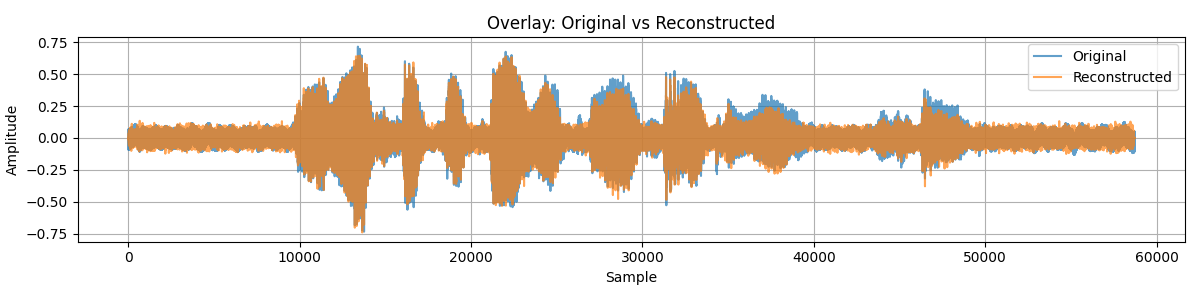 Overlay: Original vs Reconstructed
0.75
0.50
0.25
0.00
−0.25
−0.50
−0.75
Amplitude
Original
Reconstructed
0 10000 20000 30000 40000 50000 60000
Sample